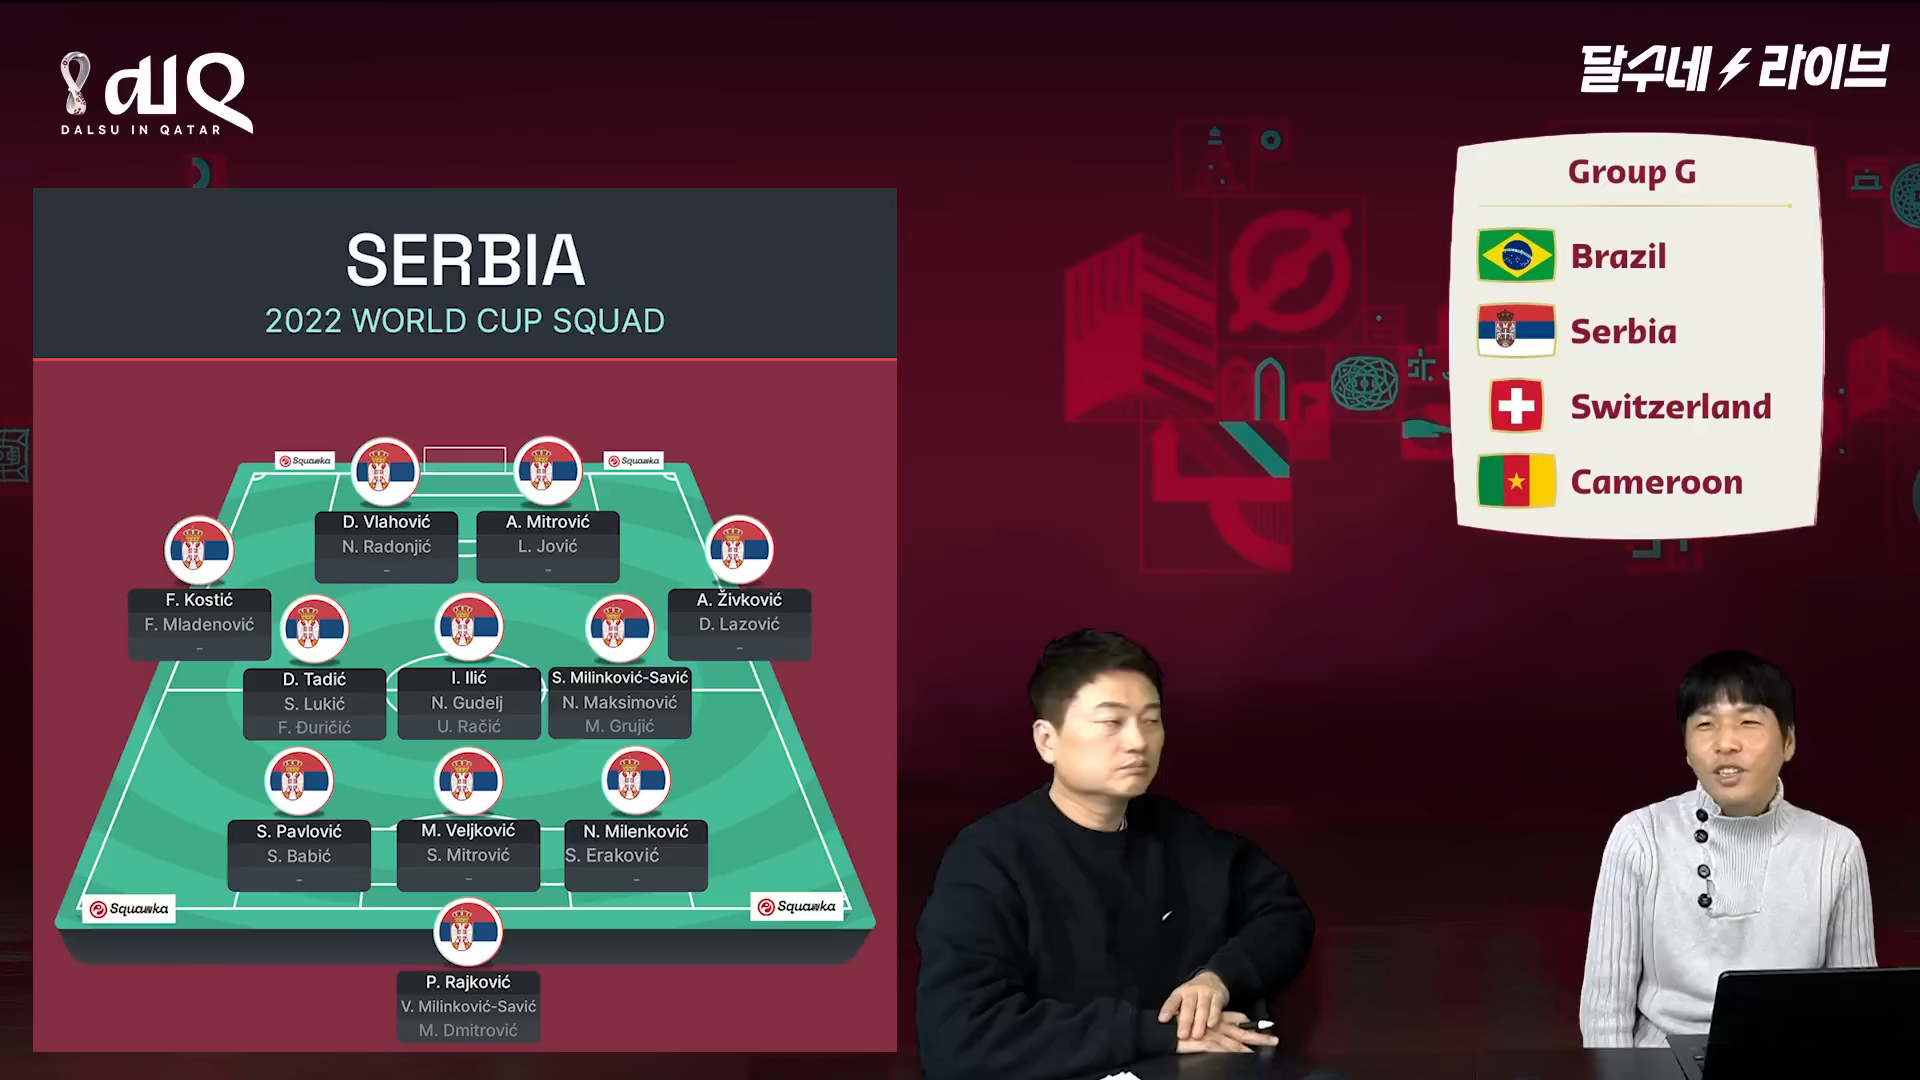 dIQ
DALSU IN QATAR
달수네 라이브
SERBIA
2022 WORLD CUP SQUAD
Squawka
Squawka
D. Vlahović
N. Radonjić
-
A. Mitrović
L. Jović
-
F. Kostić
F. Mladenović
-
A. Živković
D. Lazović
-
D. Tadić
S. Lukić
F. Đuričić
I. Ilić
N. Gudelj
U. Račić
S. Milinković-Savić
N. Maksimović
M. Grujić
S. Pavlović
S. Babić
-
M. Veljković
S. Mitrović
-
N. Milenković
S. Eraković
-
Squawka
Squawka
P. Rajković
V. Milinković-Savić
M. Dmitrović
Group G
Brazil
Serbia
Switzerland
Cameroon